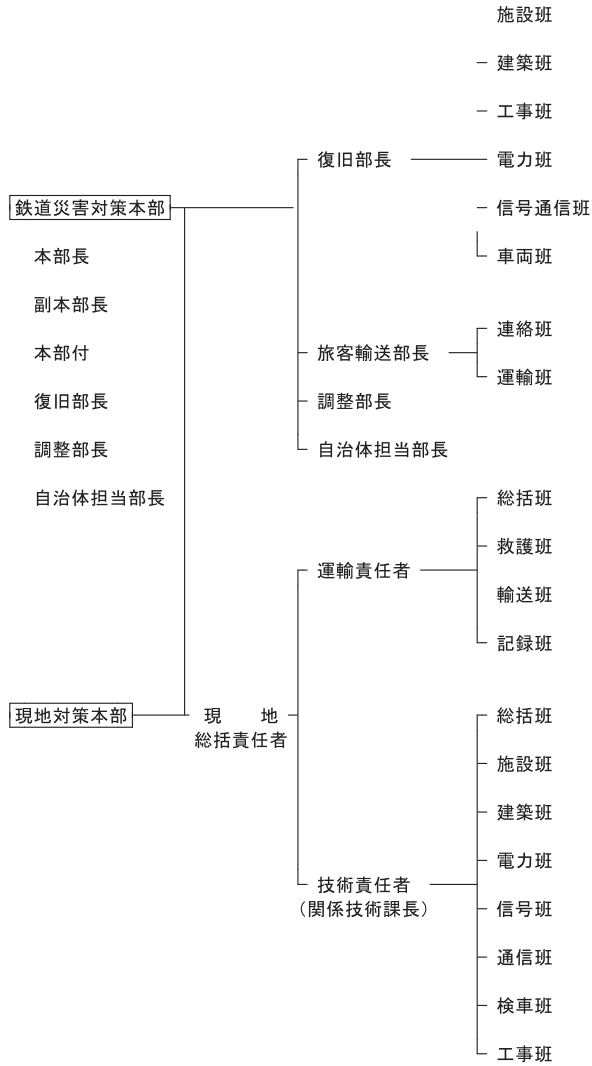 施設班
建築班
工事班
復旧部長
電力班
鉄道災害対策本部
信号通信班
本部長
車両班
副本部長
連絡班
本部付
旅客輸送部長
運輸班
復旧部長
調整部長
調整部長
自治体担当部長
自治体担当部長
総括班
救護班
運輸責任者
輸送班
記録班
現地対策本部
現　地
総括責任者
総括班
施設班
建築班
電力班
技術責任者
（関係技術課長）
信号班
通信班
検車班
工事班